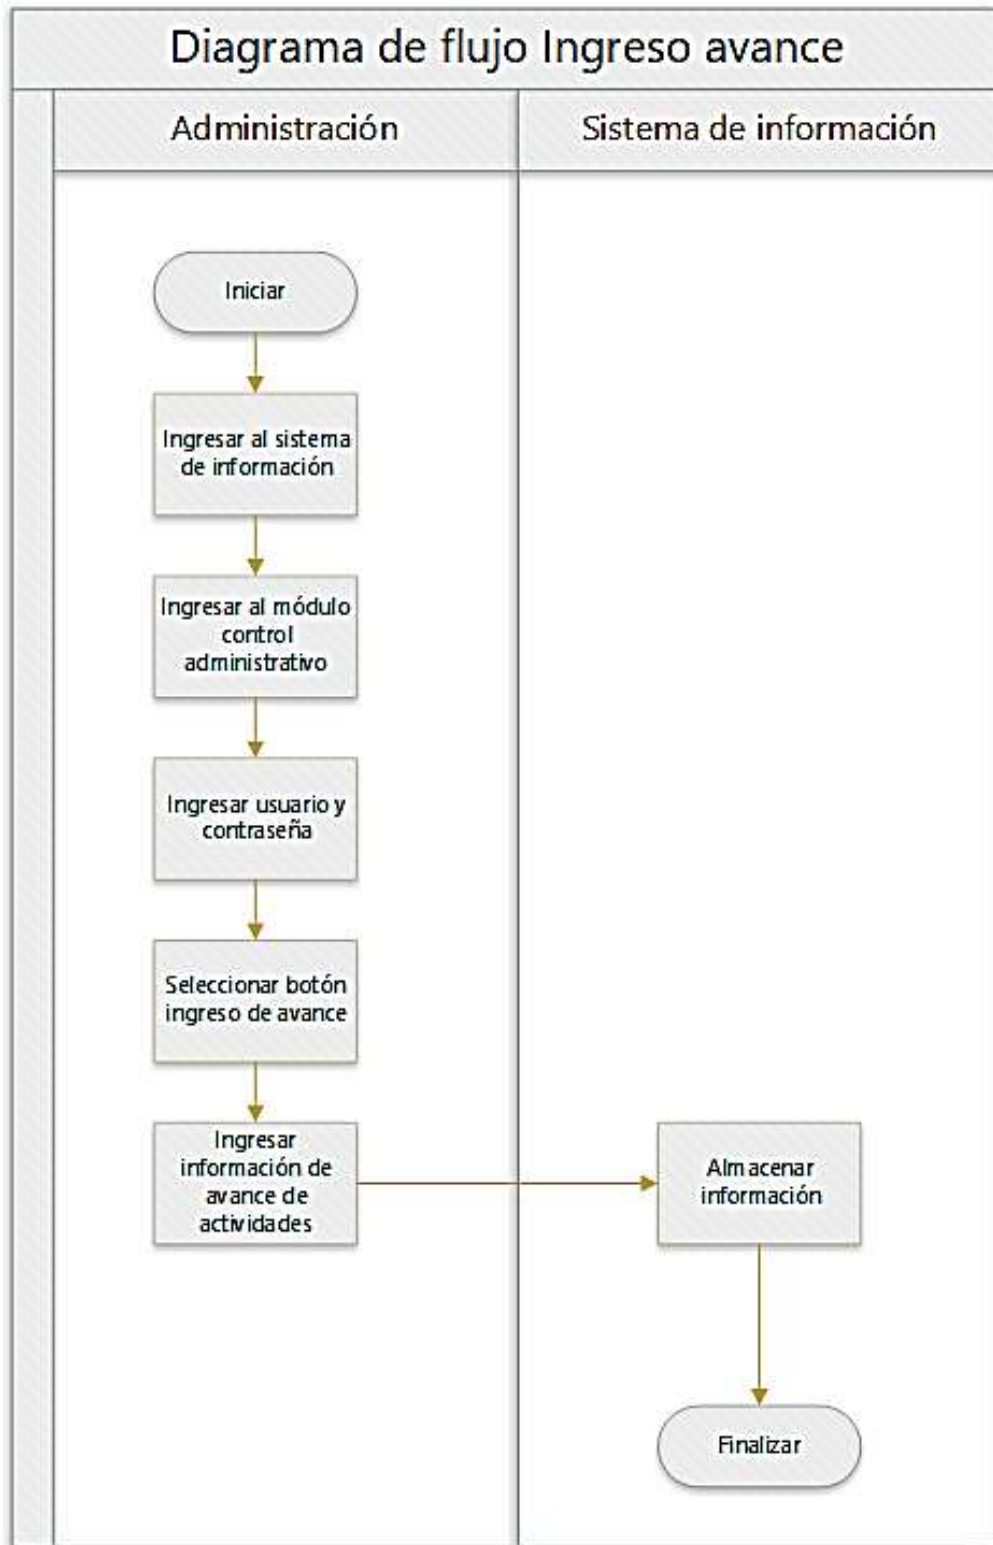 Diagrama de flujo Ingreso avance
Administración
Sistema de información
Iniciar
Ingresar al sistema
de información
Ingresar al módulo
control
administrativo
Ingresar usuario y
contraseña
Seleccionar botón
ingreso de avance
Ingresar
información de
avance de
actividades
Almacenar
información
Finalizar